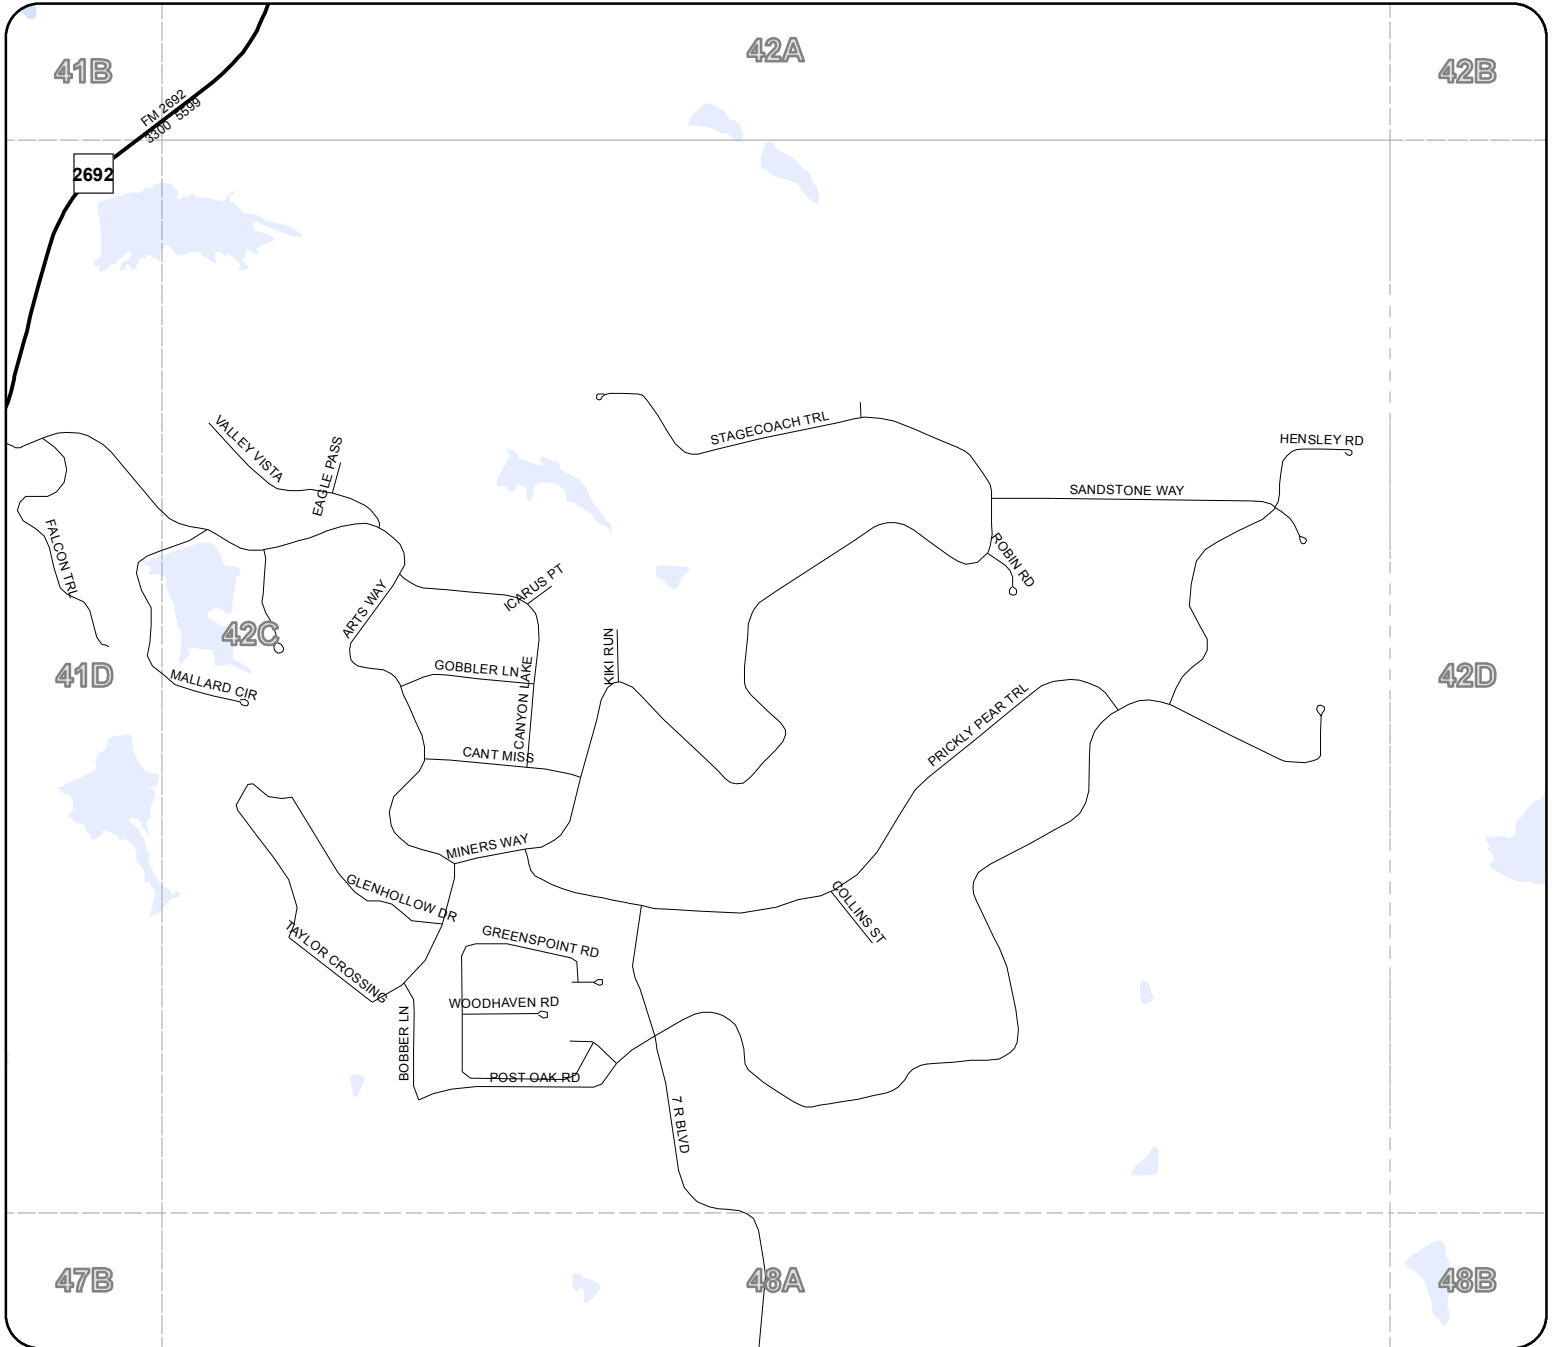 42A
41B
42B
FM 2692
3300 5599
2692
STAGECOACH TRL
VALLEY VISTA
EAGLE PASS
HENSLEY RD
SANDSTONE WAY
FALCON TRL
ROBIN RD
ICARUS PT
ARTS WAY
42C
KIKI RUN
GOBBLER LN
41D
42D
MALLARD CIR
CANYON LAKE
PRICKLY PEAR TRL
CANT MISS
MINERS WAY
GLENHOLLOW DR
COLLINS ST
TAYLOR CROSSING
GREENSPOINT RD
WOODHAVEN RD
BOBBER LN
POST OAK RD
7 R BLVD
47B
48A
48B